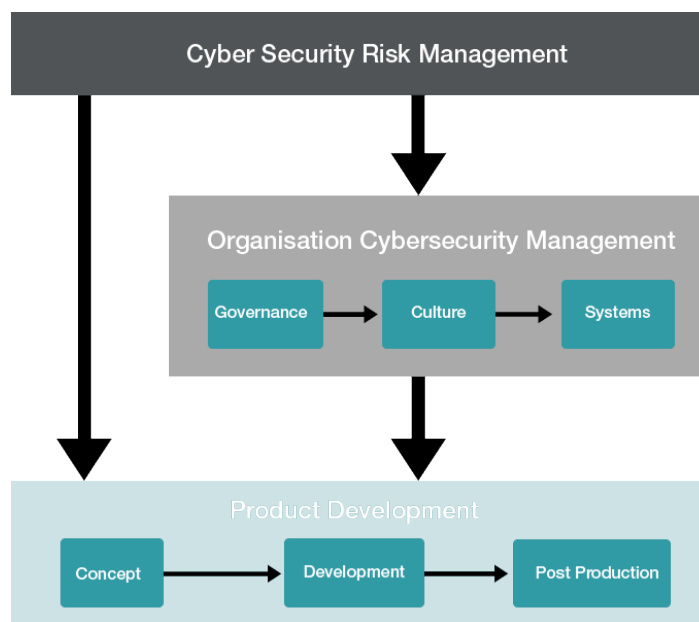 Cyber Security Risk Management
Organisation Cybersecurity Management
Governance
Culture
Systems
Product Development
Concept
Development
Post Production